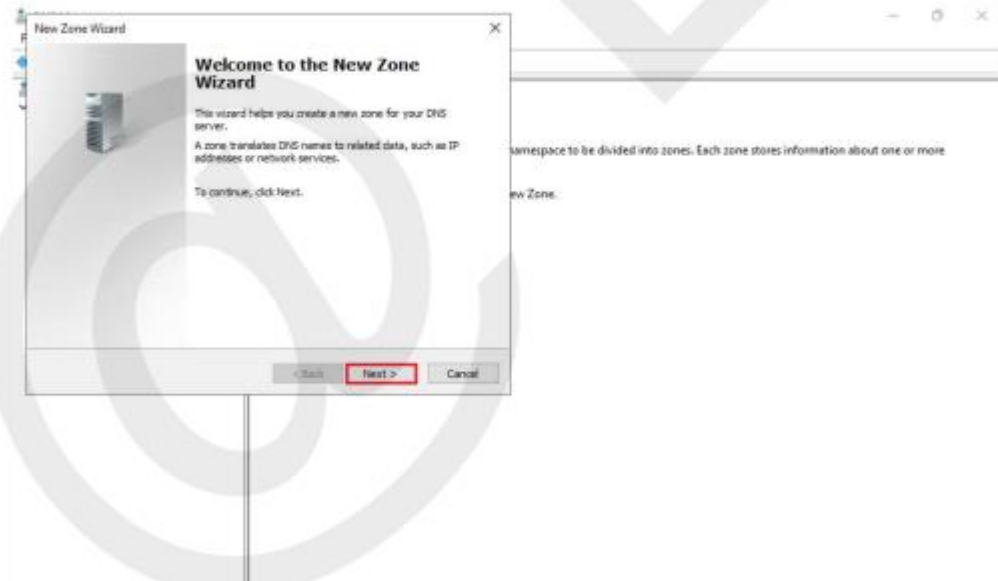 New Zone Wizard
Welcome to the New Zone
Wizard
This wizard helps you create a new zone for your DNS
server.
A zone translates DNS names to related data, such as IP
addresses or network services.
To continue, click Next.
< Back
Next >
Cancel
namespace to be divided into zones. Each zone stores information about one or more
ew Zone.